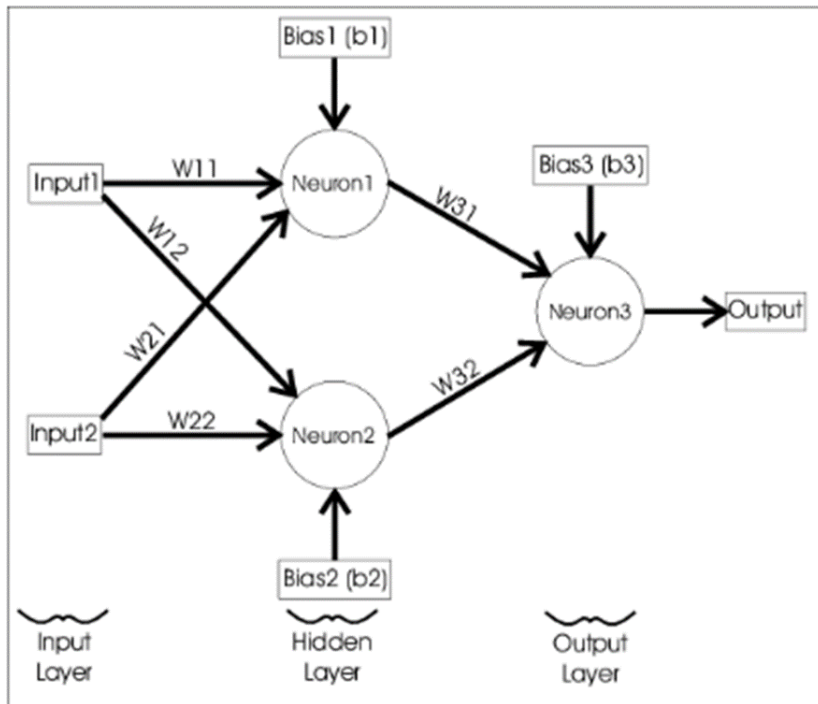 Bias1 (b1)
Bias3 (b3)
Input1
W11
Neuron1
W31
W12
Neuron3
Output
W21
W32
Input2
W22
Neuron2
Bias2 (b2)
Input
Layer
Hidden
Layer
Output
Layer